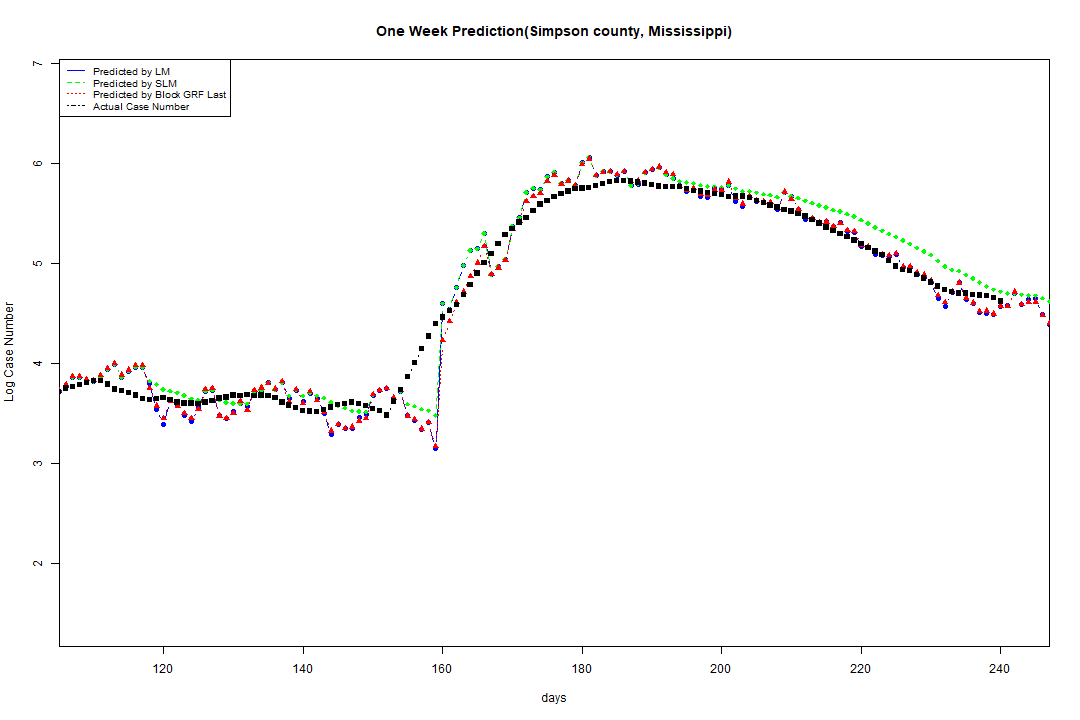 One Week Prediction(Simpson county, Mississippi)
Predicted by LM
Predicted by SLM
Predicted by Block GRF Last
Actual Case Number
7
6
5
4
3
2
Log Case Number
120 140 160 180 200 220 240
days